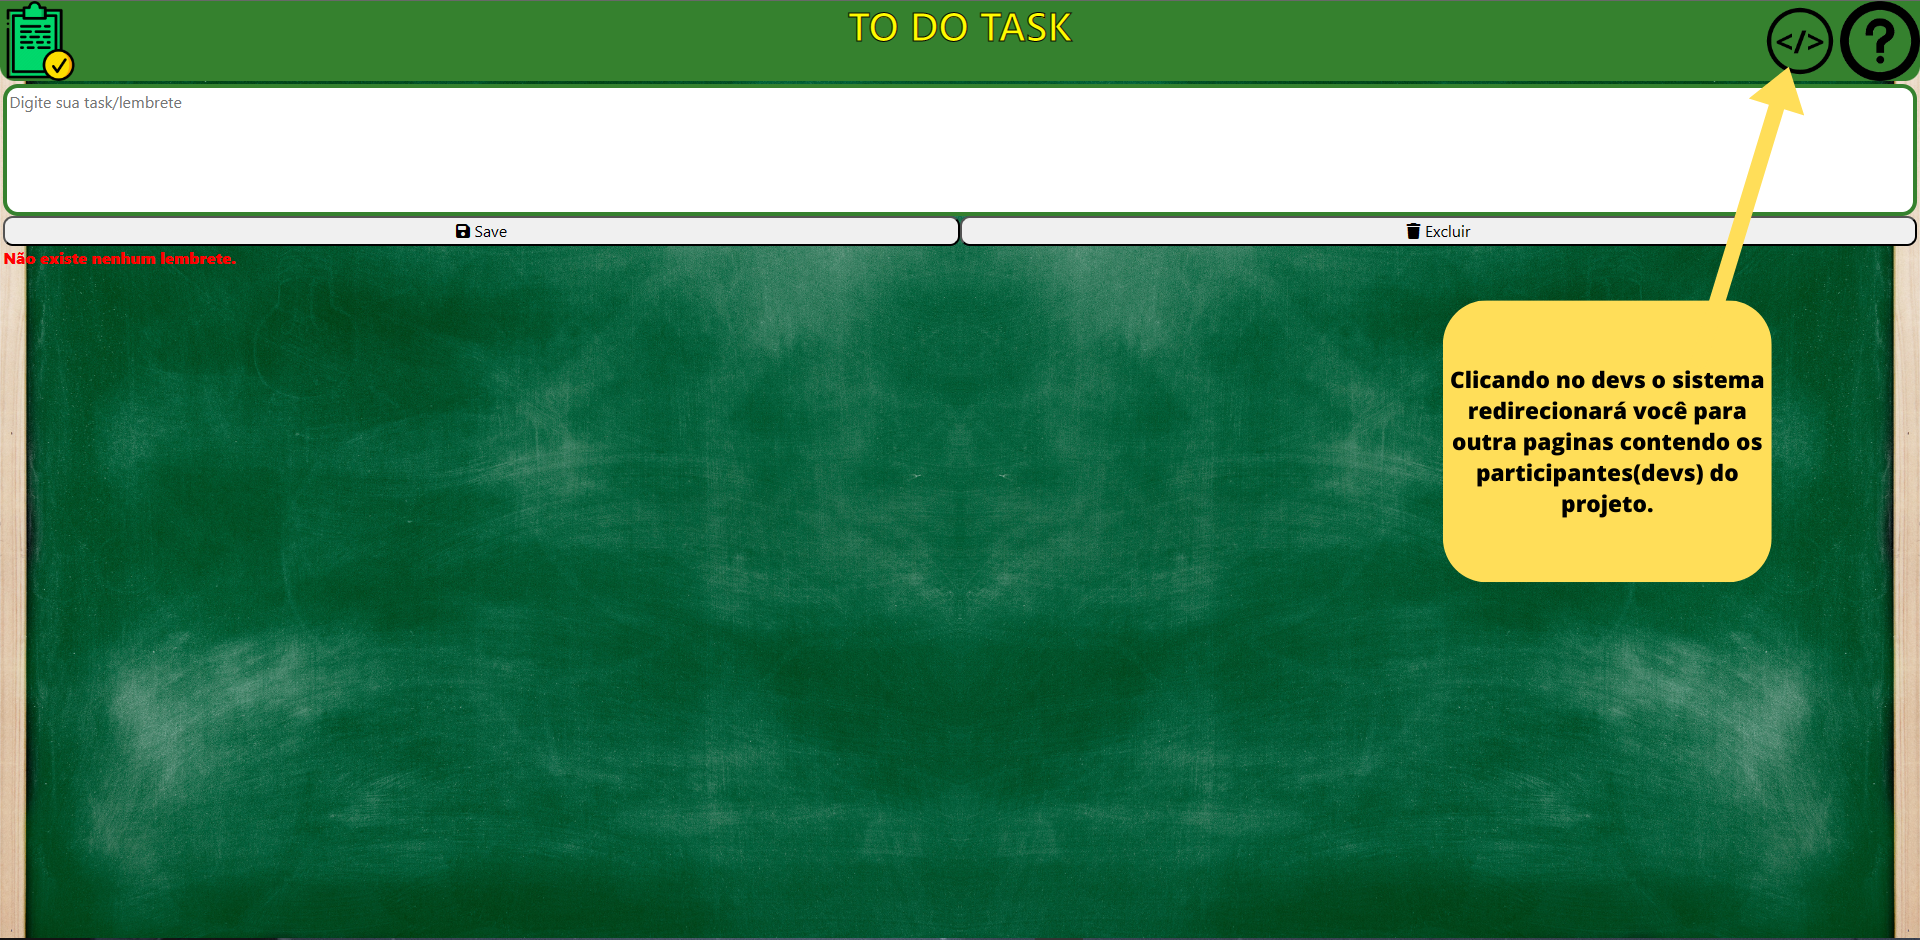 TO DO TASK
</>
?
Digite sua task/lembrete
Save
Excluir
Não existe nenhum lembrete.
Clicando no devs o sistema
redirecionará você para
outra paginas contendo os
participantes(devs) do
projeto.